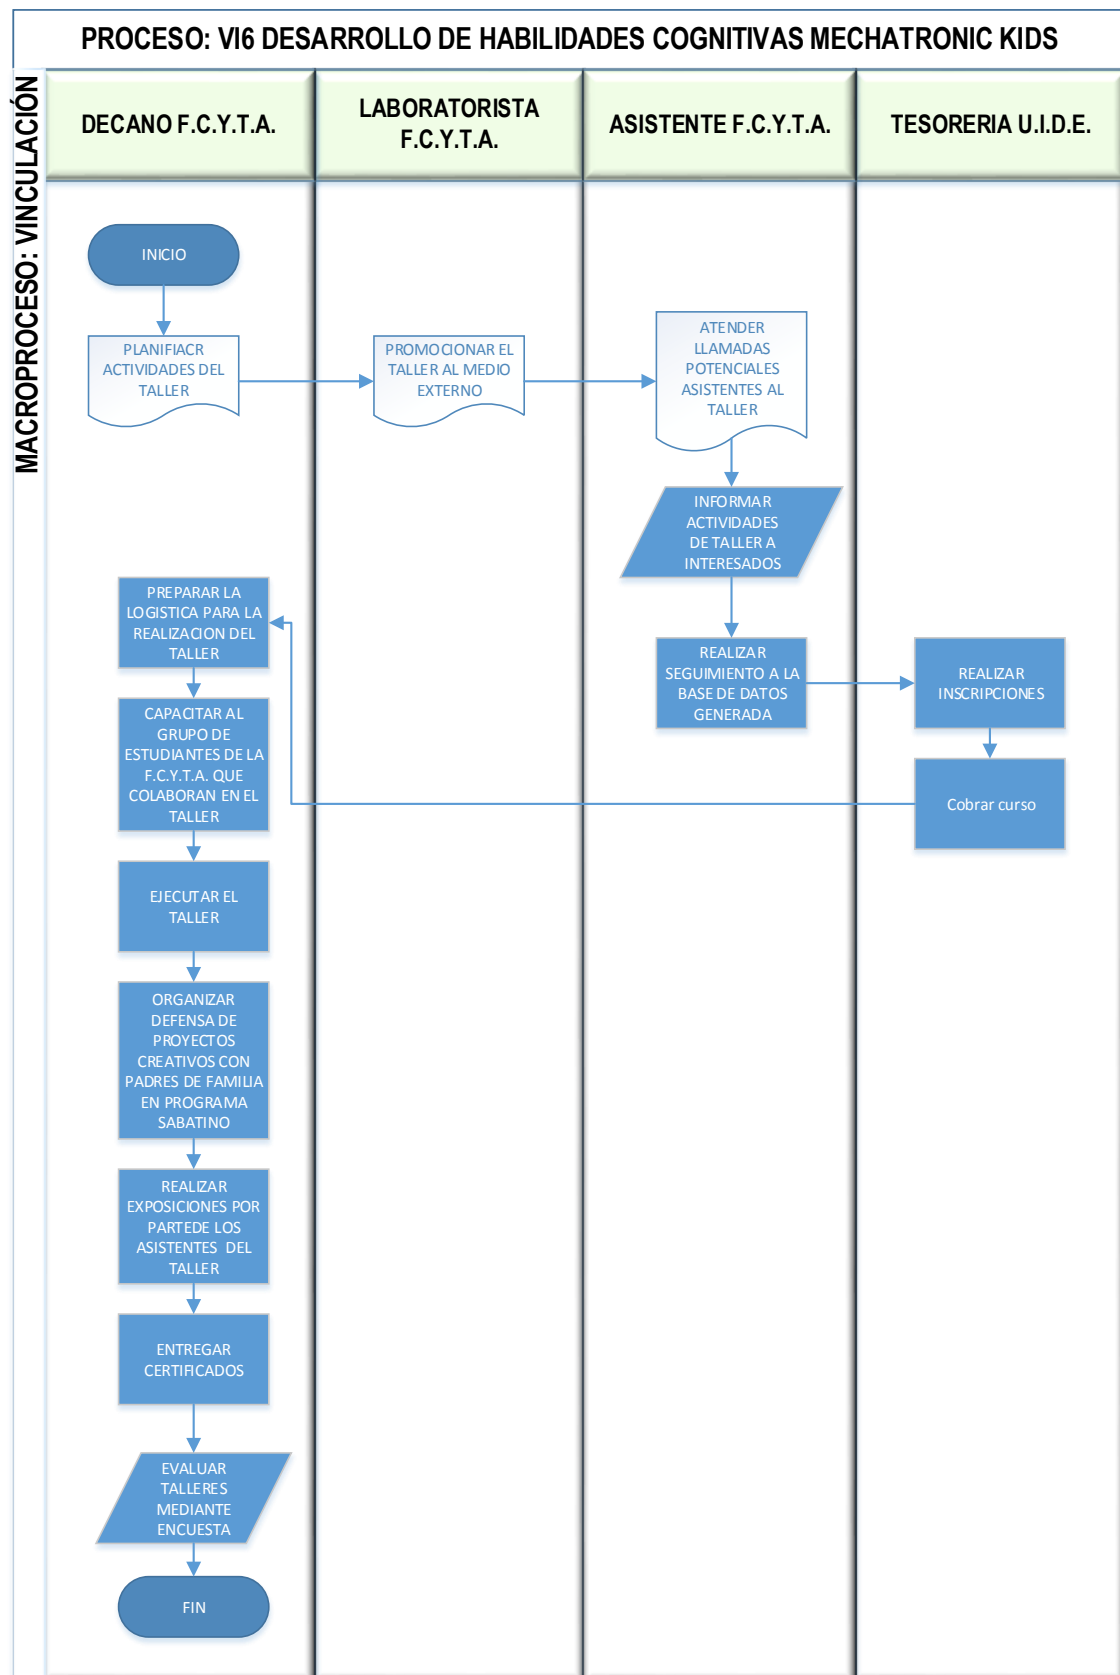 PROCESO: VI6 DESARROLLO DE HABILIDADES COGNITIVAS MECHATRONIC KIDS
MACROPROCESO: VINCULACIÓN
DECANO F.C.Y.T.A.
LABORATORISTA
F.C.Y.T.A.
ASISTENTE F.C.Y.T.A.
TESORERIA U.I.D.E.
INICIO
PLANIFIACR
ACTIVIDADES DEL
TALLER
PROMOCIONAR EL
TALLER AL MEDIO
EXTERNO
ATENDER
LLAMADAS
POTENCIALES
ASISTENTES AL
TALLER
INFORMAR
ACTIVIDADES
DE TALLER A
INTERESADOS
REALIZAR
SEGUIMIENTO A LA
BASE DE DATOS
GENERADA
REALIZAR
INSCRIPCIONES
Cobrar curso
PREPARAR LA
LOGISTICA PARA LA
REALIZACION DEL
TALLER
CAPACITAR AL
GRUPO DE
ESTUDIANTES DE LA
F.C.Y.T.A. QUE
COLABORAN EN EL
TALLER
EJECUTAR EL
TALLER
ORGANIZAR
DEFENSA DE
PROYECTOS
CREATIVOS CON
PADRES DE FAMILIA
EN PROGRAMA
SABATINO
REALIZAR
EXPOSICIONES POR
PARTEDE LOS
ASISTENTES DEL
TALLER
ENTREGAR
CERTIFICADOS
EVALUAR
TALLERES
MEDIANTE
ENCUESTA
FIN